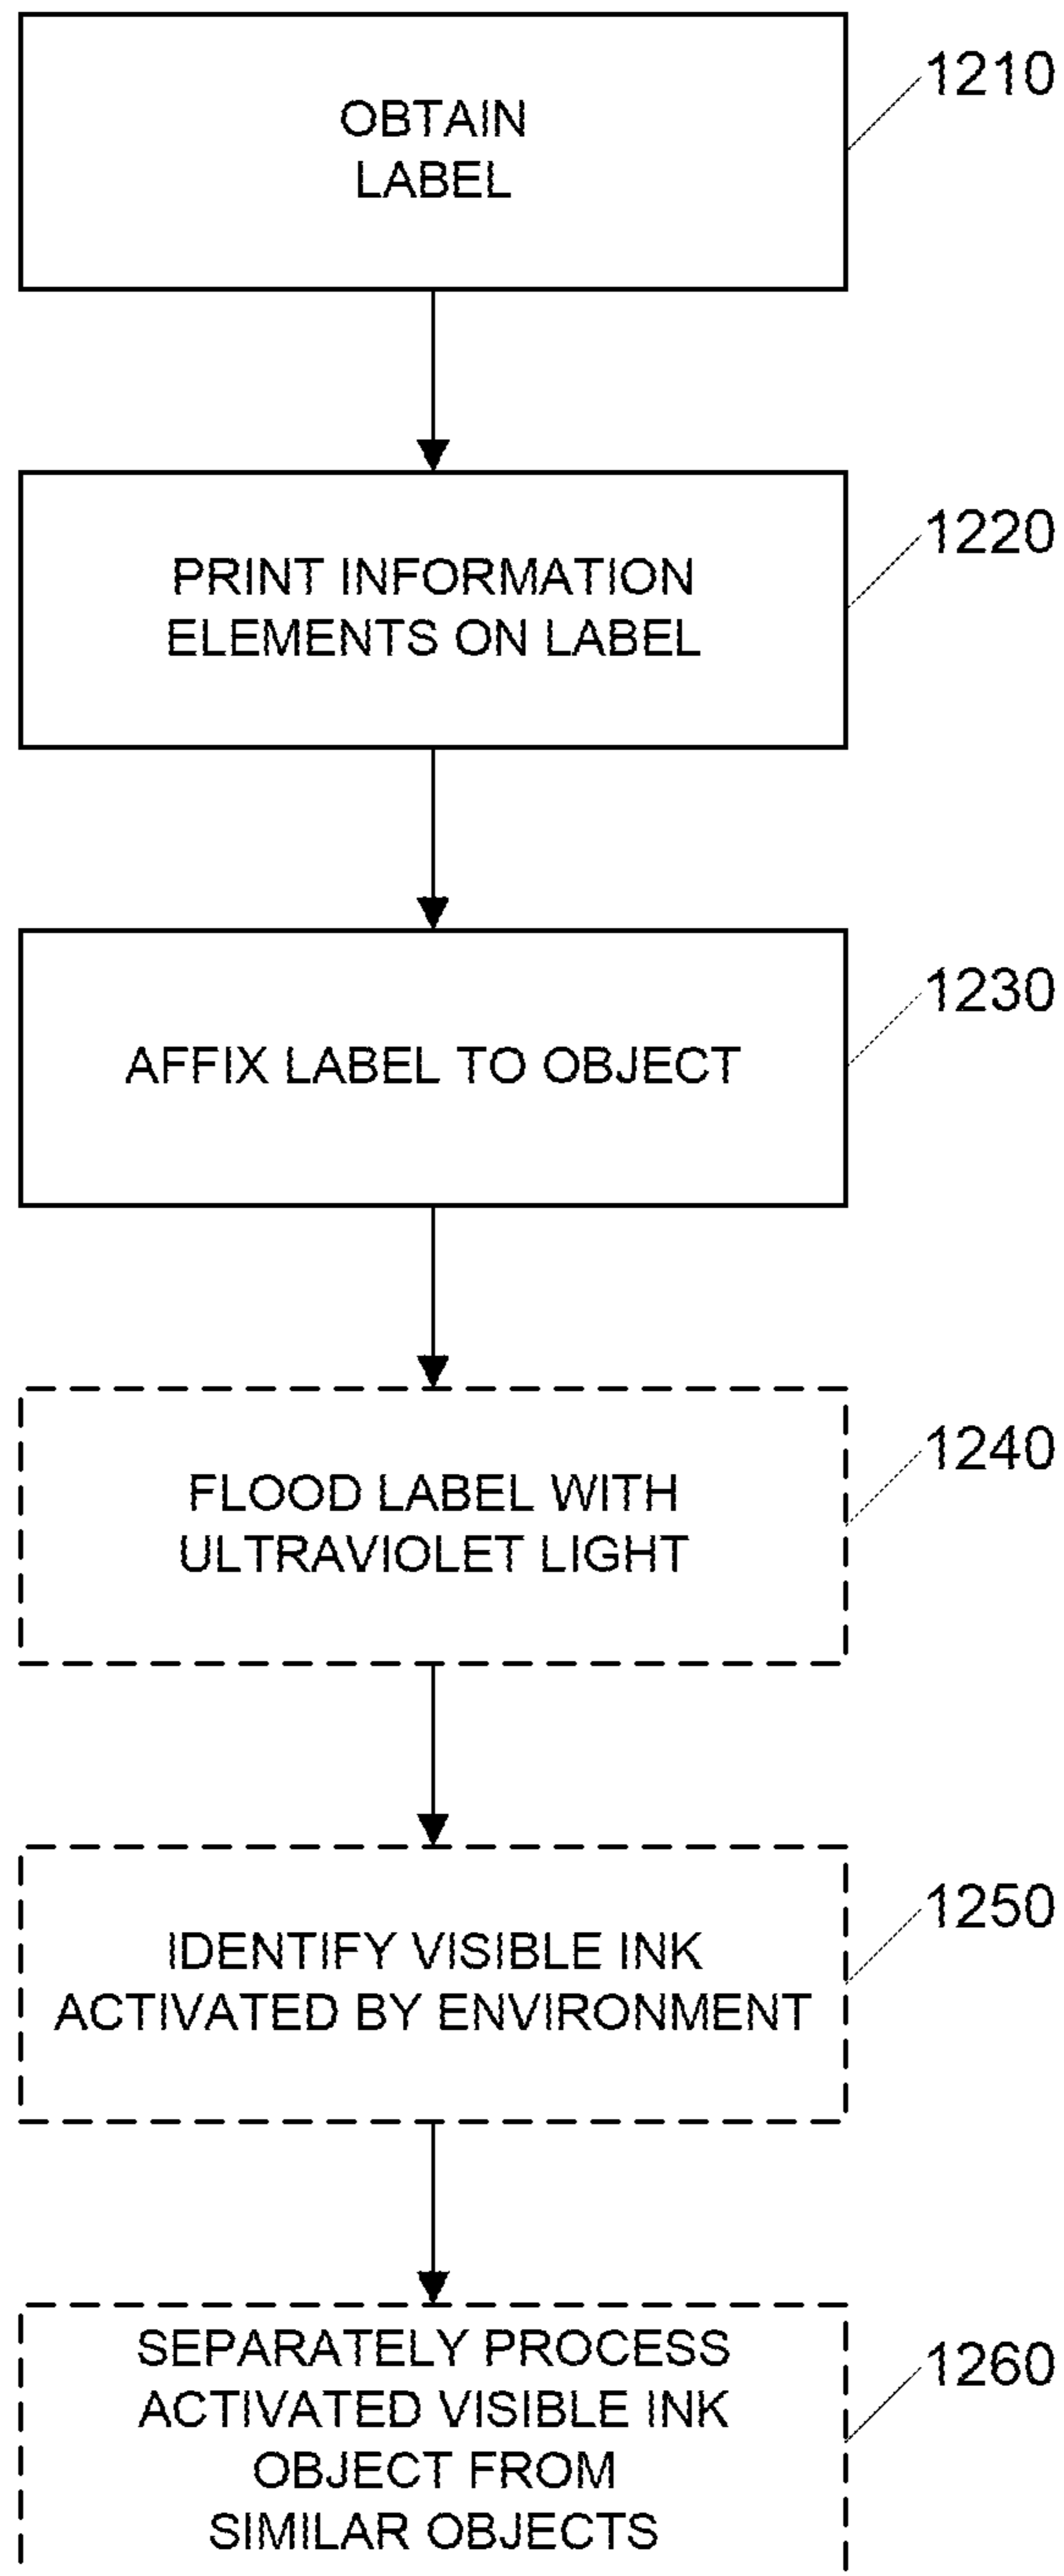 OBTAIN
LABEL
1210
PRINT INFORMATION
ELEMENTS ON LABEL
1220
AFFIX LABEL TO OBJECT
1230
FLOOD LABEL WITH
ULTRAVIOLET LIGHT
1240
IDENTIFY VISIBLE INK
ACTIVATED BY ENVIRONMENT
1250
SEPARATELY PROCESS
ACTIVATED VISIBLE INK
OBJECT FROM
SIMILAR OBJECTS
1260